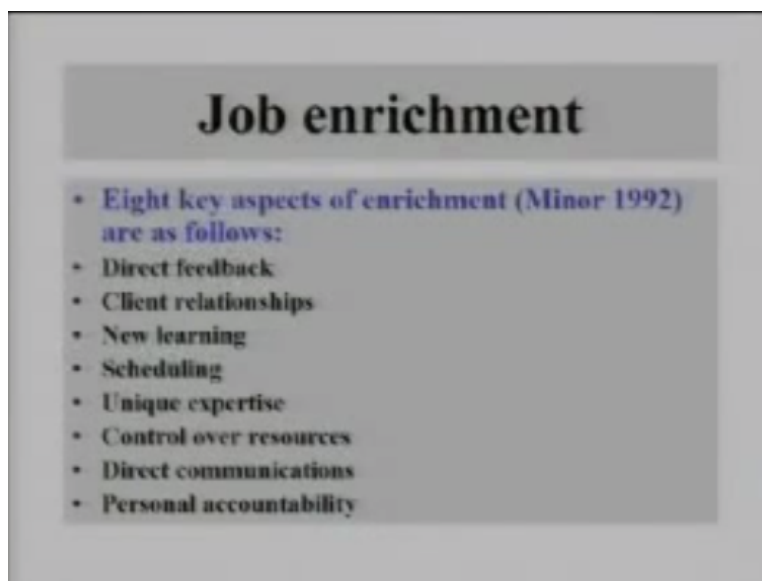 Job enrichment
• Eight key aspects of enrichment (Minor 1992)
are as follows:
• Direct feedback
• Client relationships
• New learning
• Scheduling
• Unique expertise
• Control over resources
• Direct communications
• Personal accountability